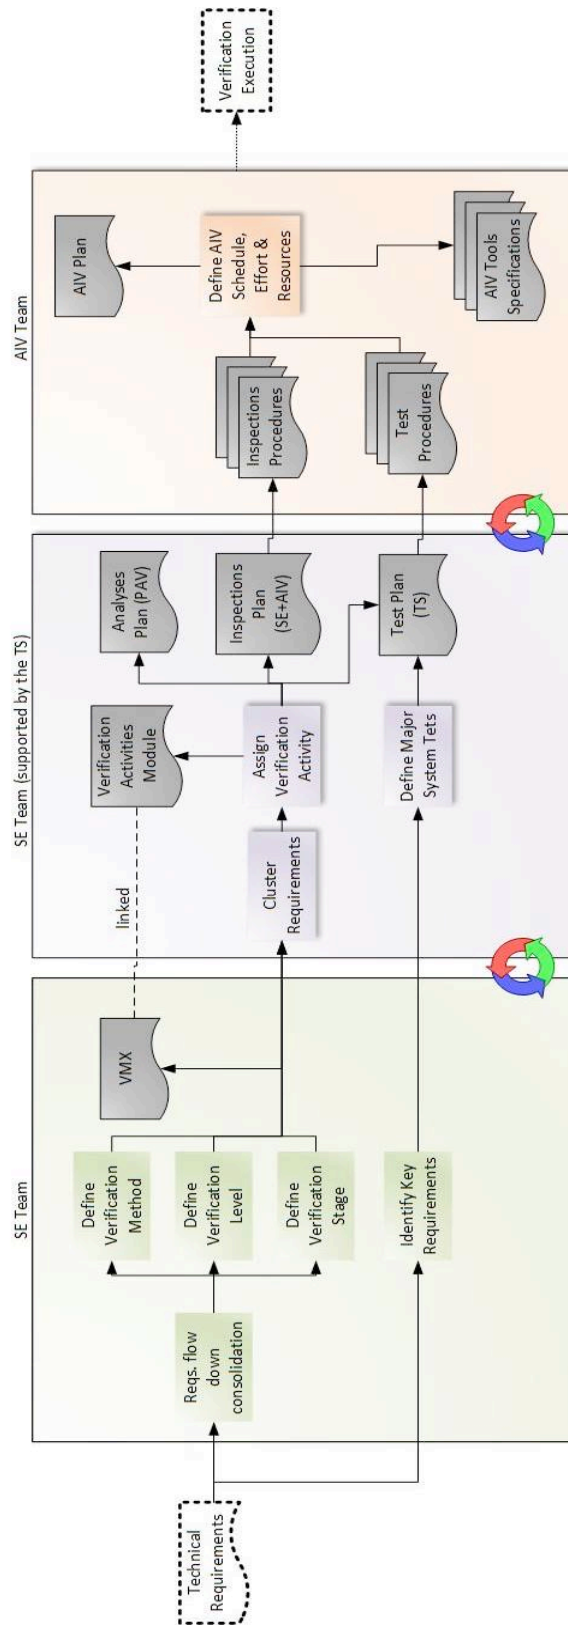 SE Team
SE Team (supported by the TS)
AIV Team
Technical
Requirements
Reqs. flow
down
consolidation
Define
Verification
Method
Define
Verification
Level
Define
Verification
Stage
Identify Key
Requirements
VMX
linked
Cluster
Requirements
Verification
Activities
Module
Assign
Verification
Activity
Define Major
System Tets
Analyses
Plan (PAV)
Inspections
Plan
(SE+AIV)
Test Plan
(TS)
Inspections
Procedures
Test
Procedures
AIV Plan
Define AIV
Schedule,
Effort &
Resources
AIV Tools
Specifications
Verification
Execution